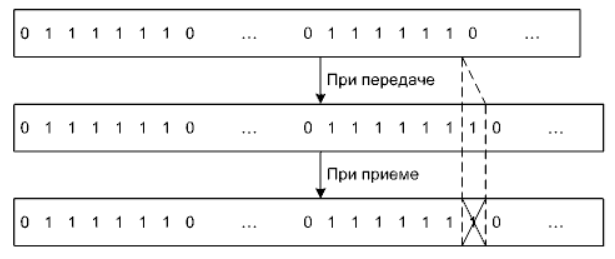 0 1 1 1 1 1 1 0 ... 0 1 1 1 1 1 1 0 ...
При передаче
0 1 1 1 1 1 1 0 ... 0 1 1 1 1 1 1 1 0 ...
При приеме
0 1 1 1 1 1 1 0 ... 0 1 1 1 1 1 1 1 0 ...